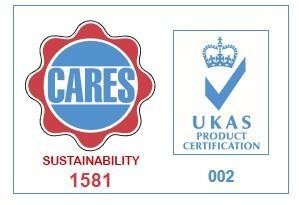 CARES
SUSTAINABILITY
1581
UKAS
PRODUCT
CERTIFICATION
002